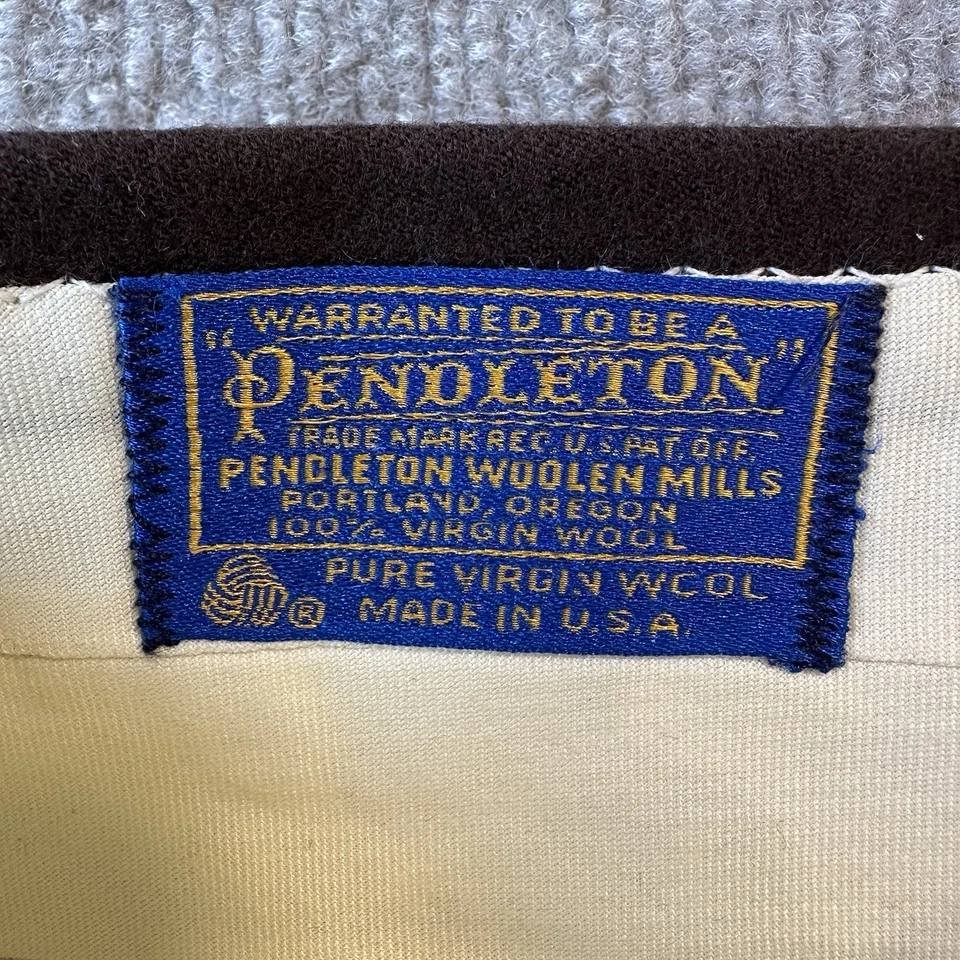 WARRANTED TO BE A
"PENDLETON"
TRADE MARK REG. U.S. PAT. OFF.
PENDLETON WOOLEN MILLS
PORTLAND, OREGON
100% VIRGIN WOOL
PURE VIRGIN WOOL
® MADE IN U.S.A.